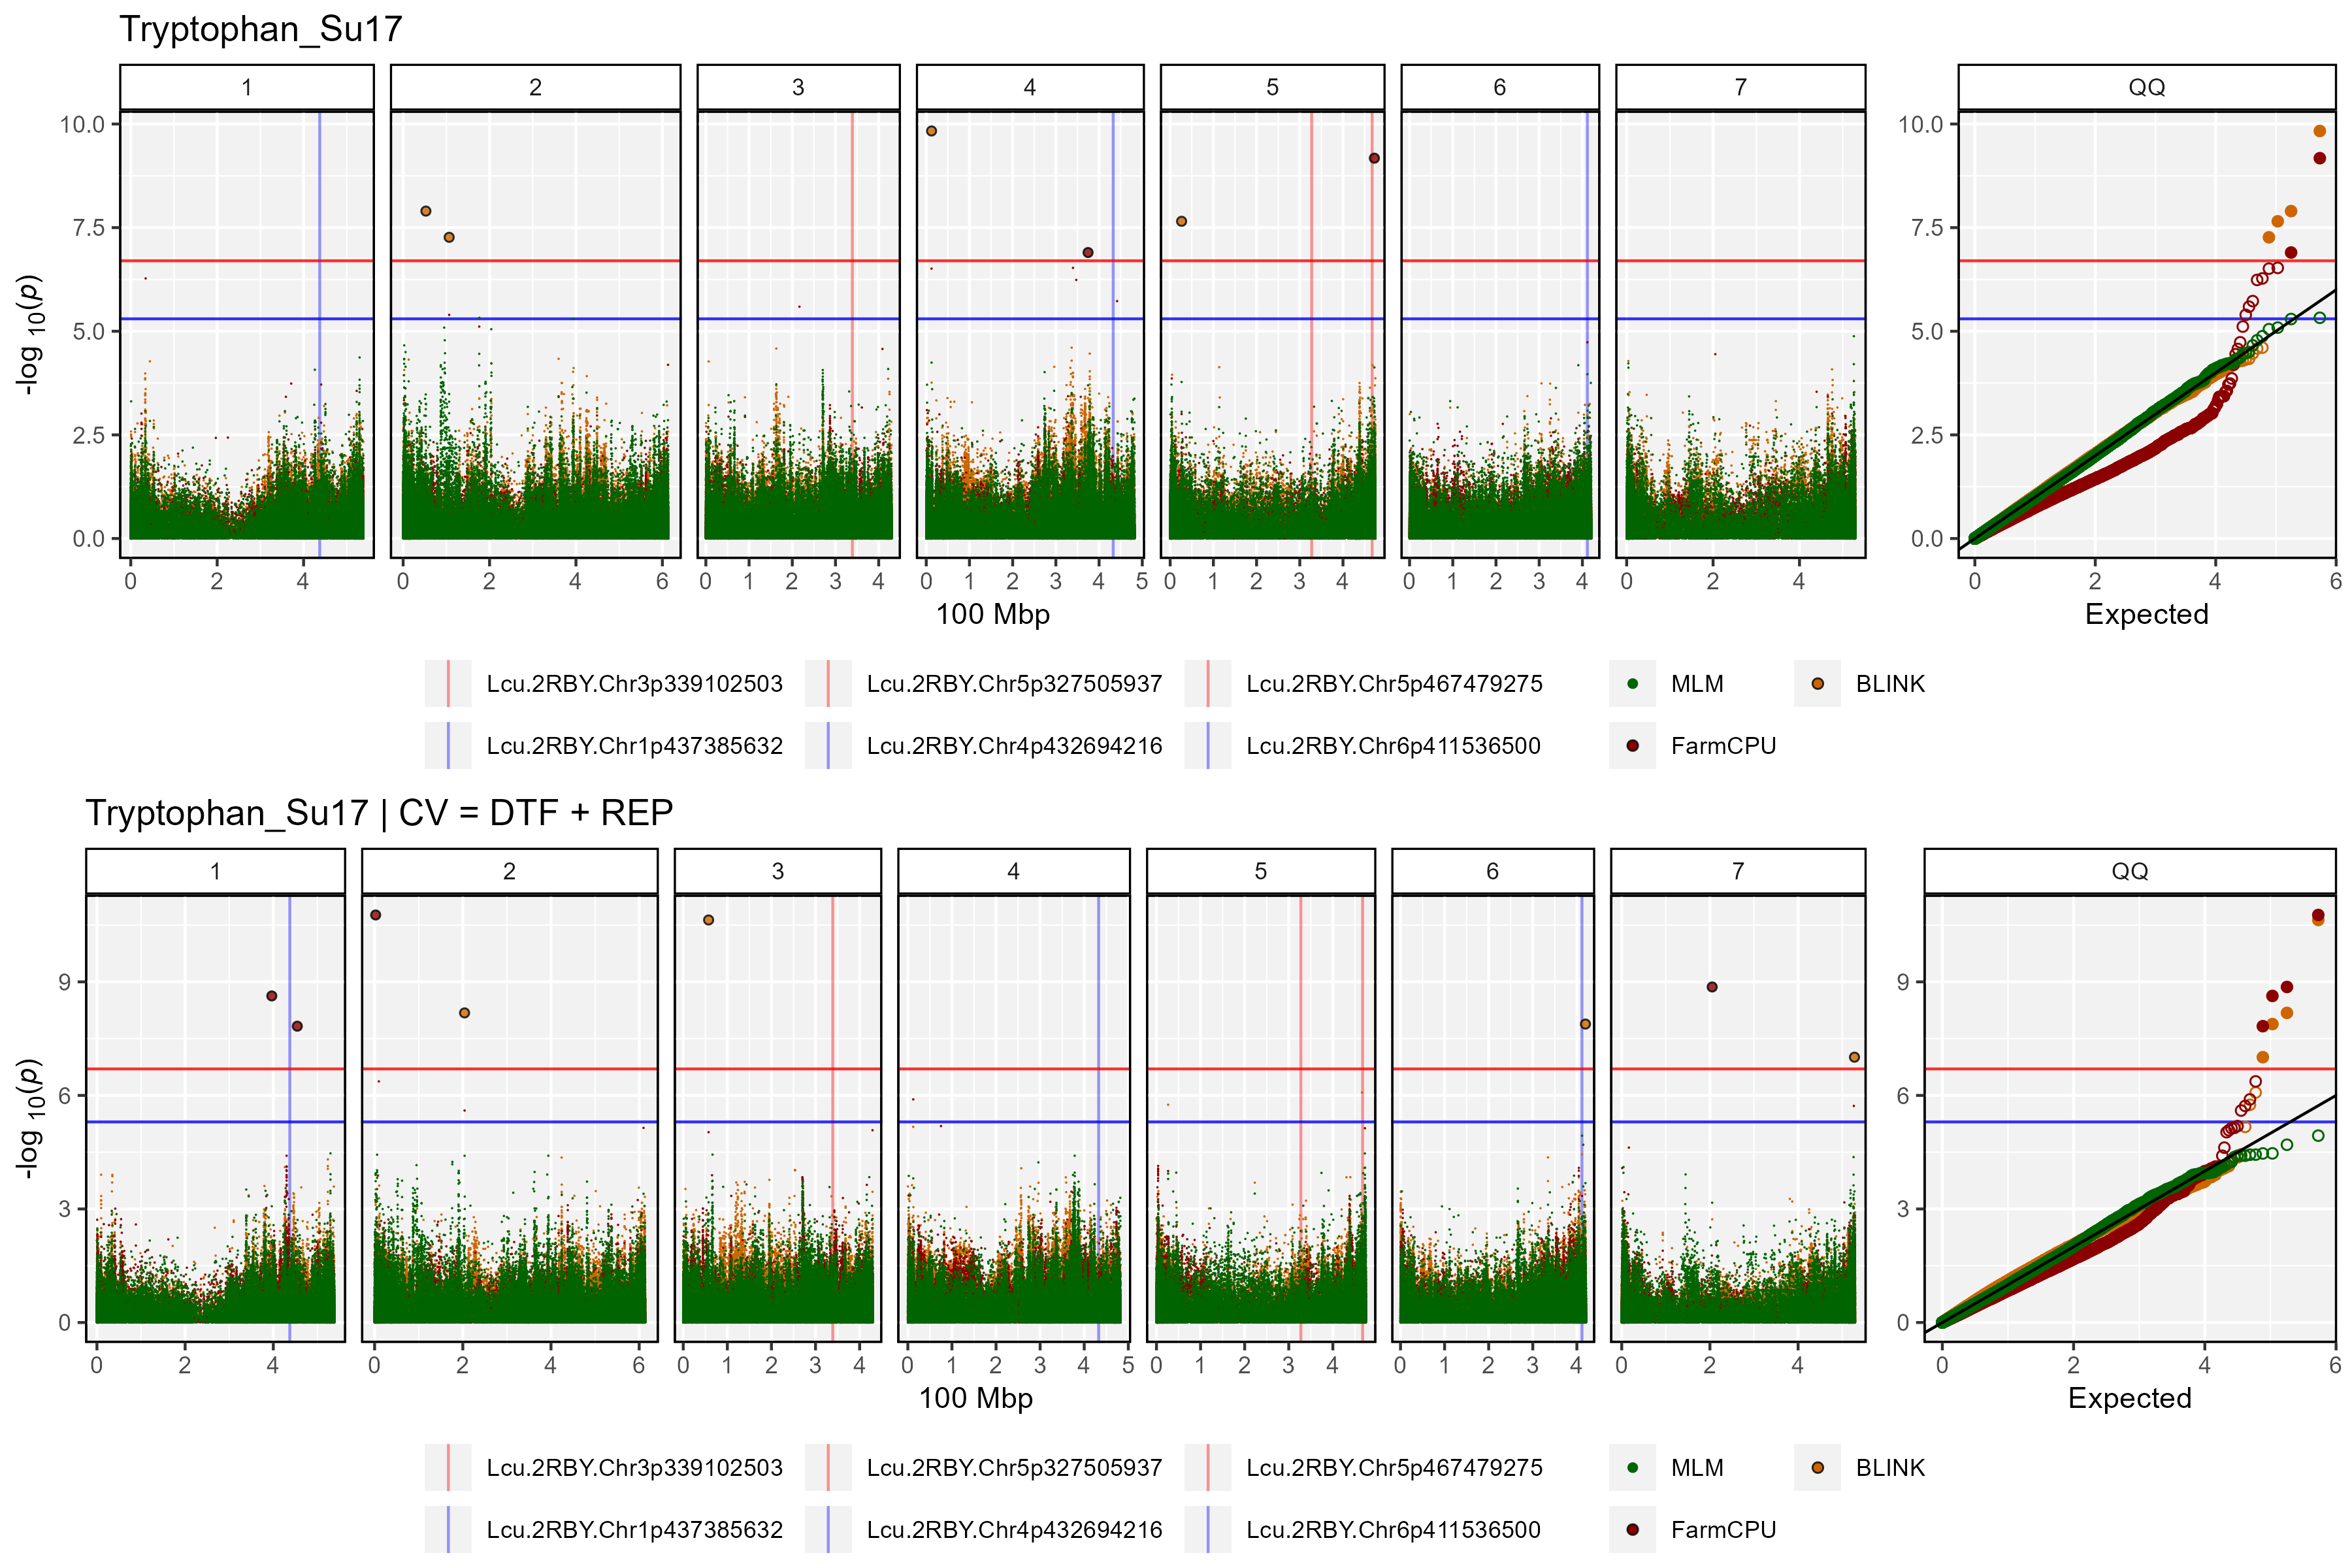 Tryptophan_Su17
1 2 3 4 5 6 7 QQ
10.0 10.0
7.5 7.5
5.0 5.0
2.5 2.5
0.0 0.0
-log 10(p)
0 2 4 0 2 4 6 0 1 2 3 4 0 1 2 3 4 5 0 1 2 3 4 0 1 2 3 4 0 2 4 0 2 4 6
100 Mbp Expected
Lcu.2RBY.Chr3p339102503 Lcu.2RBY.Chr5p327505937 Lcu.2RBY.Chr5p467479275 MLM BLINK
Lcu.2RBY.Chr1p437385632 Lcu.2RBY.Chr4p432694216 Lcu.2RBY.Chr6p411536500 FarmCPU
Tryptophan_Su17 | CV = DTF + REP
1 2 3 4 5 6 7 QQ
9 9
6 6
3 3
0 0
-log 10(p)
0 2 4 0 2 4 6 0 1 2 3 4 0 1 2 3 4 5 0 1 2 3 4 0 1 2 3 4 0 2 4 0 2 4 6
100 Mbp Expected
Lcu.2RBY.Chr3p339102503 Lcu.2RBY.Chr5p327505937 Lcu.2RBY.Chr5p467479275 MLM BLINK
Lcu.2RBY.Chr1p437385632 Lcu.2RBY.Chr4p432694216 Lcu.2RBY.Chr6p411536500 FarmCPU